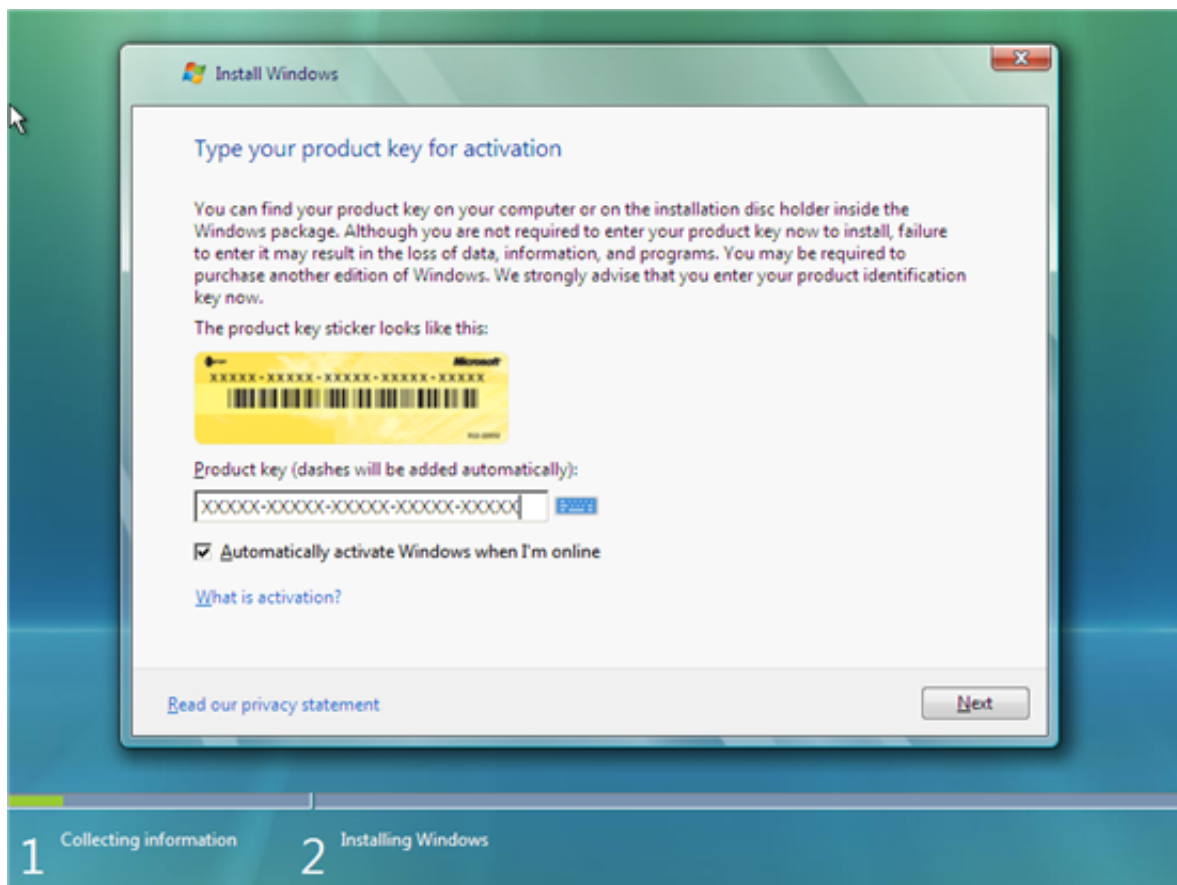 Install Windows
Type your product key for activation
You can find your product key on your computer or on the installation disc holder inside the
Windows package. Although you are not required to enter your product key now to install, failure
to enter it may result in the loss of data, information, and programs. You may be required to
purchase another edition of Windows. We strongly advise that you enter your product identification
key now.
The product key sticker looks like this:
Microsoft
XXXXX-XXXXX-XXXXX-XXXXX-XXXXX
Product key (dashes will be added automatically):
XXXXX-XXXXX-XXXXX-XXXXX-XXXXX
Automatically activate Windows when I'm online
What is activation?
Read our privacy statement
Next
1 Collecting information
2 Installing Windows